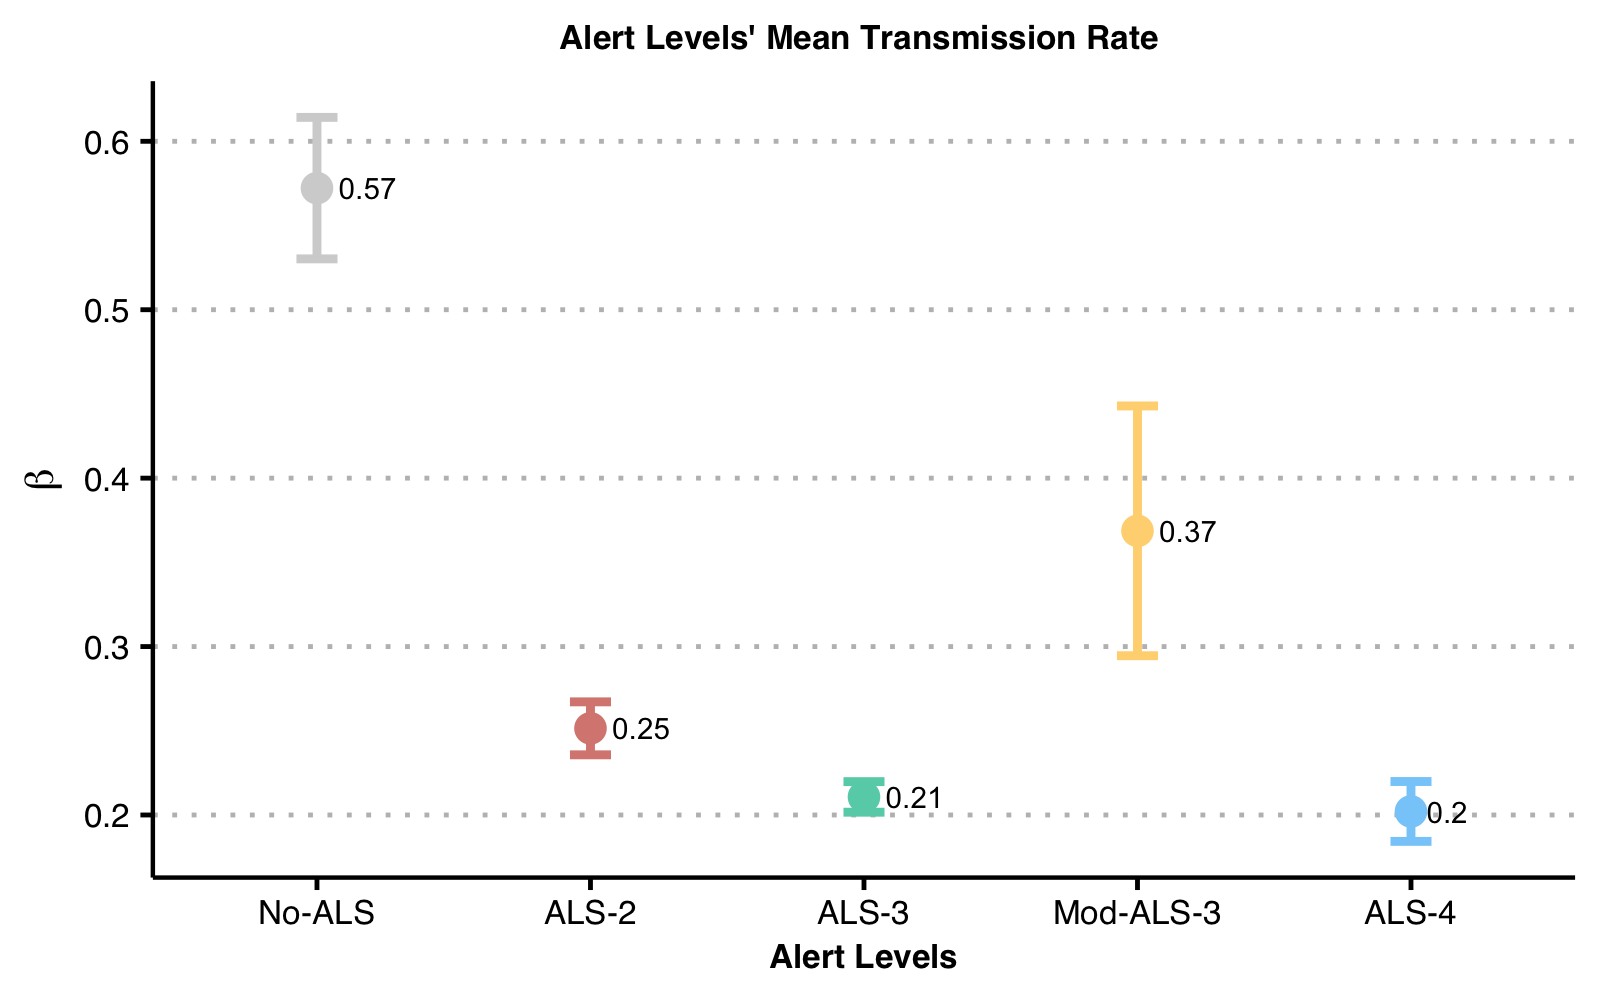 Alert Levels' Mean Transmission Rate
0.6
0.57
0.5
β
0.4
0.37
0.3
0.25
0.21
0.2
0.2
No-ALS ALS-2 ALS-3 Mod-ALS-3 ALS-4
Alert Levels